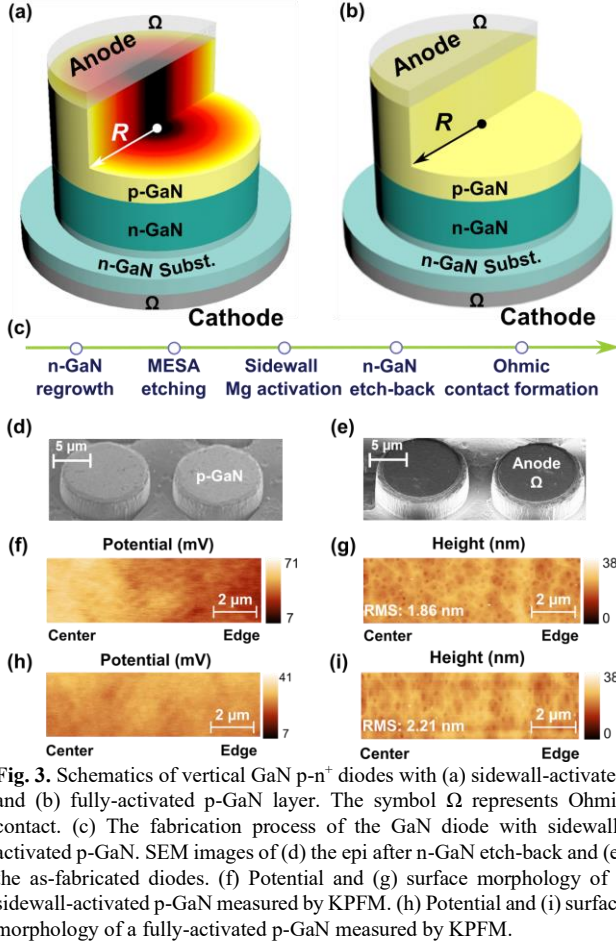 (a)
Ω
Anode
R
p-GaN
n-GaN
n-GaN Subst.
Ω
Cathode
(b)
Ω
Anode
R
p-GaN
n-GaN
n-GaN Subst.
Ω
Cathode
(c)
n-GaN regrowth
MESA etching
Sidewall Mg activation
n-GaN etch-back
Ohmic contact formation
(d)
5 µm
p-GaN
(e)
5 µm
Anode
Ω
(f)
Potential (mV)
71
2 µm
7
Center Edge
(g)
Height (nm)
38
RMS: 1.86 nm
2 µm
0
Center Edge
(h)
Potential (mV)
41
2 µm
7
Center Edge
(i)
Height (nm)
38
RMS: 2.21 nm
2 µm
0
Center Edge
Fig. 3. Schematics of vertical GaN p-n⁺ diodes with (a) sidewall-activate
and (b) fully-activated p-GaN layer. The symbol Ω represents Ohmi
contact. (c) The fabrication process of the GaN diode with sidewall
activated p-GaN. SEM images of (d) the epi after n-GaN etch-back and (e
the as-fabricated diodes. (f) Potential and (g) surface morphology of
sidewall-activated p-GaN measured by KPFM. (h) Potential and (i) surfac
morphology of a fully-activated p-GaN measured by KPFM.